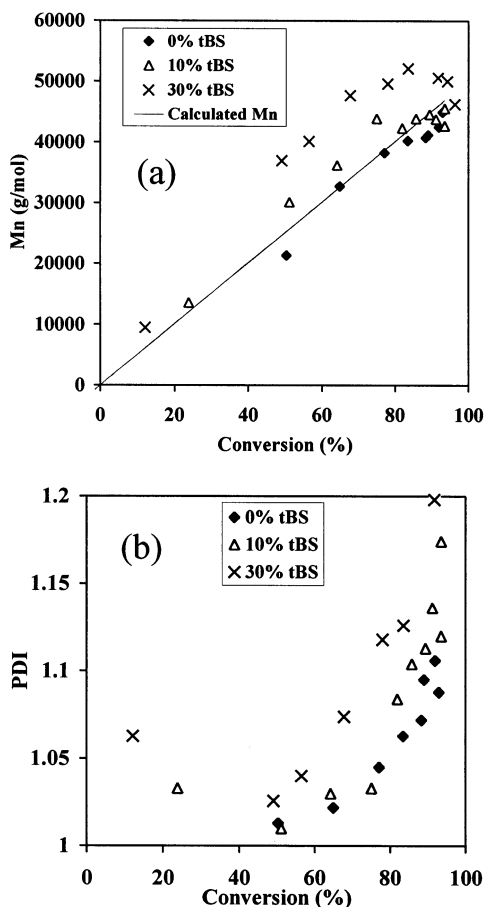 60000
50000
40000
30000
20000
10000
0
Mn (g/mol)
0% tBS
10% tBS
30% tBS
Calculated Mn
(a)
0 20 40 60 80 100
Conversion (%)
1.2
1.15
1.1
1.05
1
PDI
(b)
0% tBS
10% tBS
30% tBS
0 20 40 60 80 100
Conversion (%)